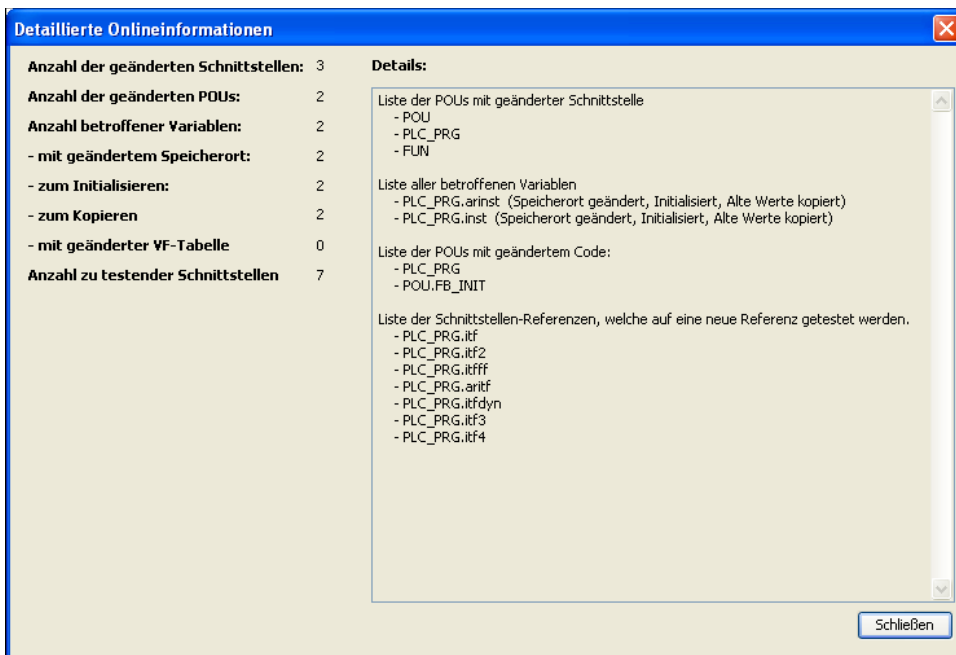 Detaillierte Onlineinformationen
Anzahl der geänderten Schnittstellen: 3
Anzahl der geänderten POUs: 2
Anzahl betroffener Variablen: 2
- mit geändertem Speicherort: 2
- zum Initialisieren: 2
- zum Kopieren 2
- mit geänderter VF-Tabelle 0
Anzahl zu testender Schnittstellen 7
Details:
Liste der POUs mit geänderter Schnittstelle
- POU
- PLC_PRG
- FUN
Liste aller betroffenen Variablen
- PLC_PRG.arinst (Speicherort geändert, Initialisiert, Alte Werte kopiert)
- PLC_PRG.inst (Speicherort geändert, Initialisiert, Alte Werte kopiert)
Liste der POUs mit geändertem Code:
- PLC_PRG
- POU.FB_INIT
Liste der Schnittstellen-Referenzen, welche auf eine neue Referenz getestet werden.
- PLC_PRG.itf
- PLC_PRG.itf2
- PLC_PRG.itfff
- PLC_PRG.aritf
- PLC_PRG.itfdyn
- PLC_PRG.itf3
- PLC_PRG.itf4
Schließen